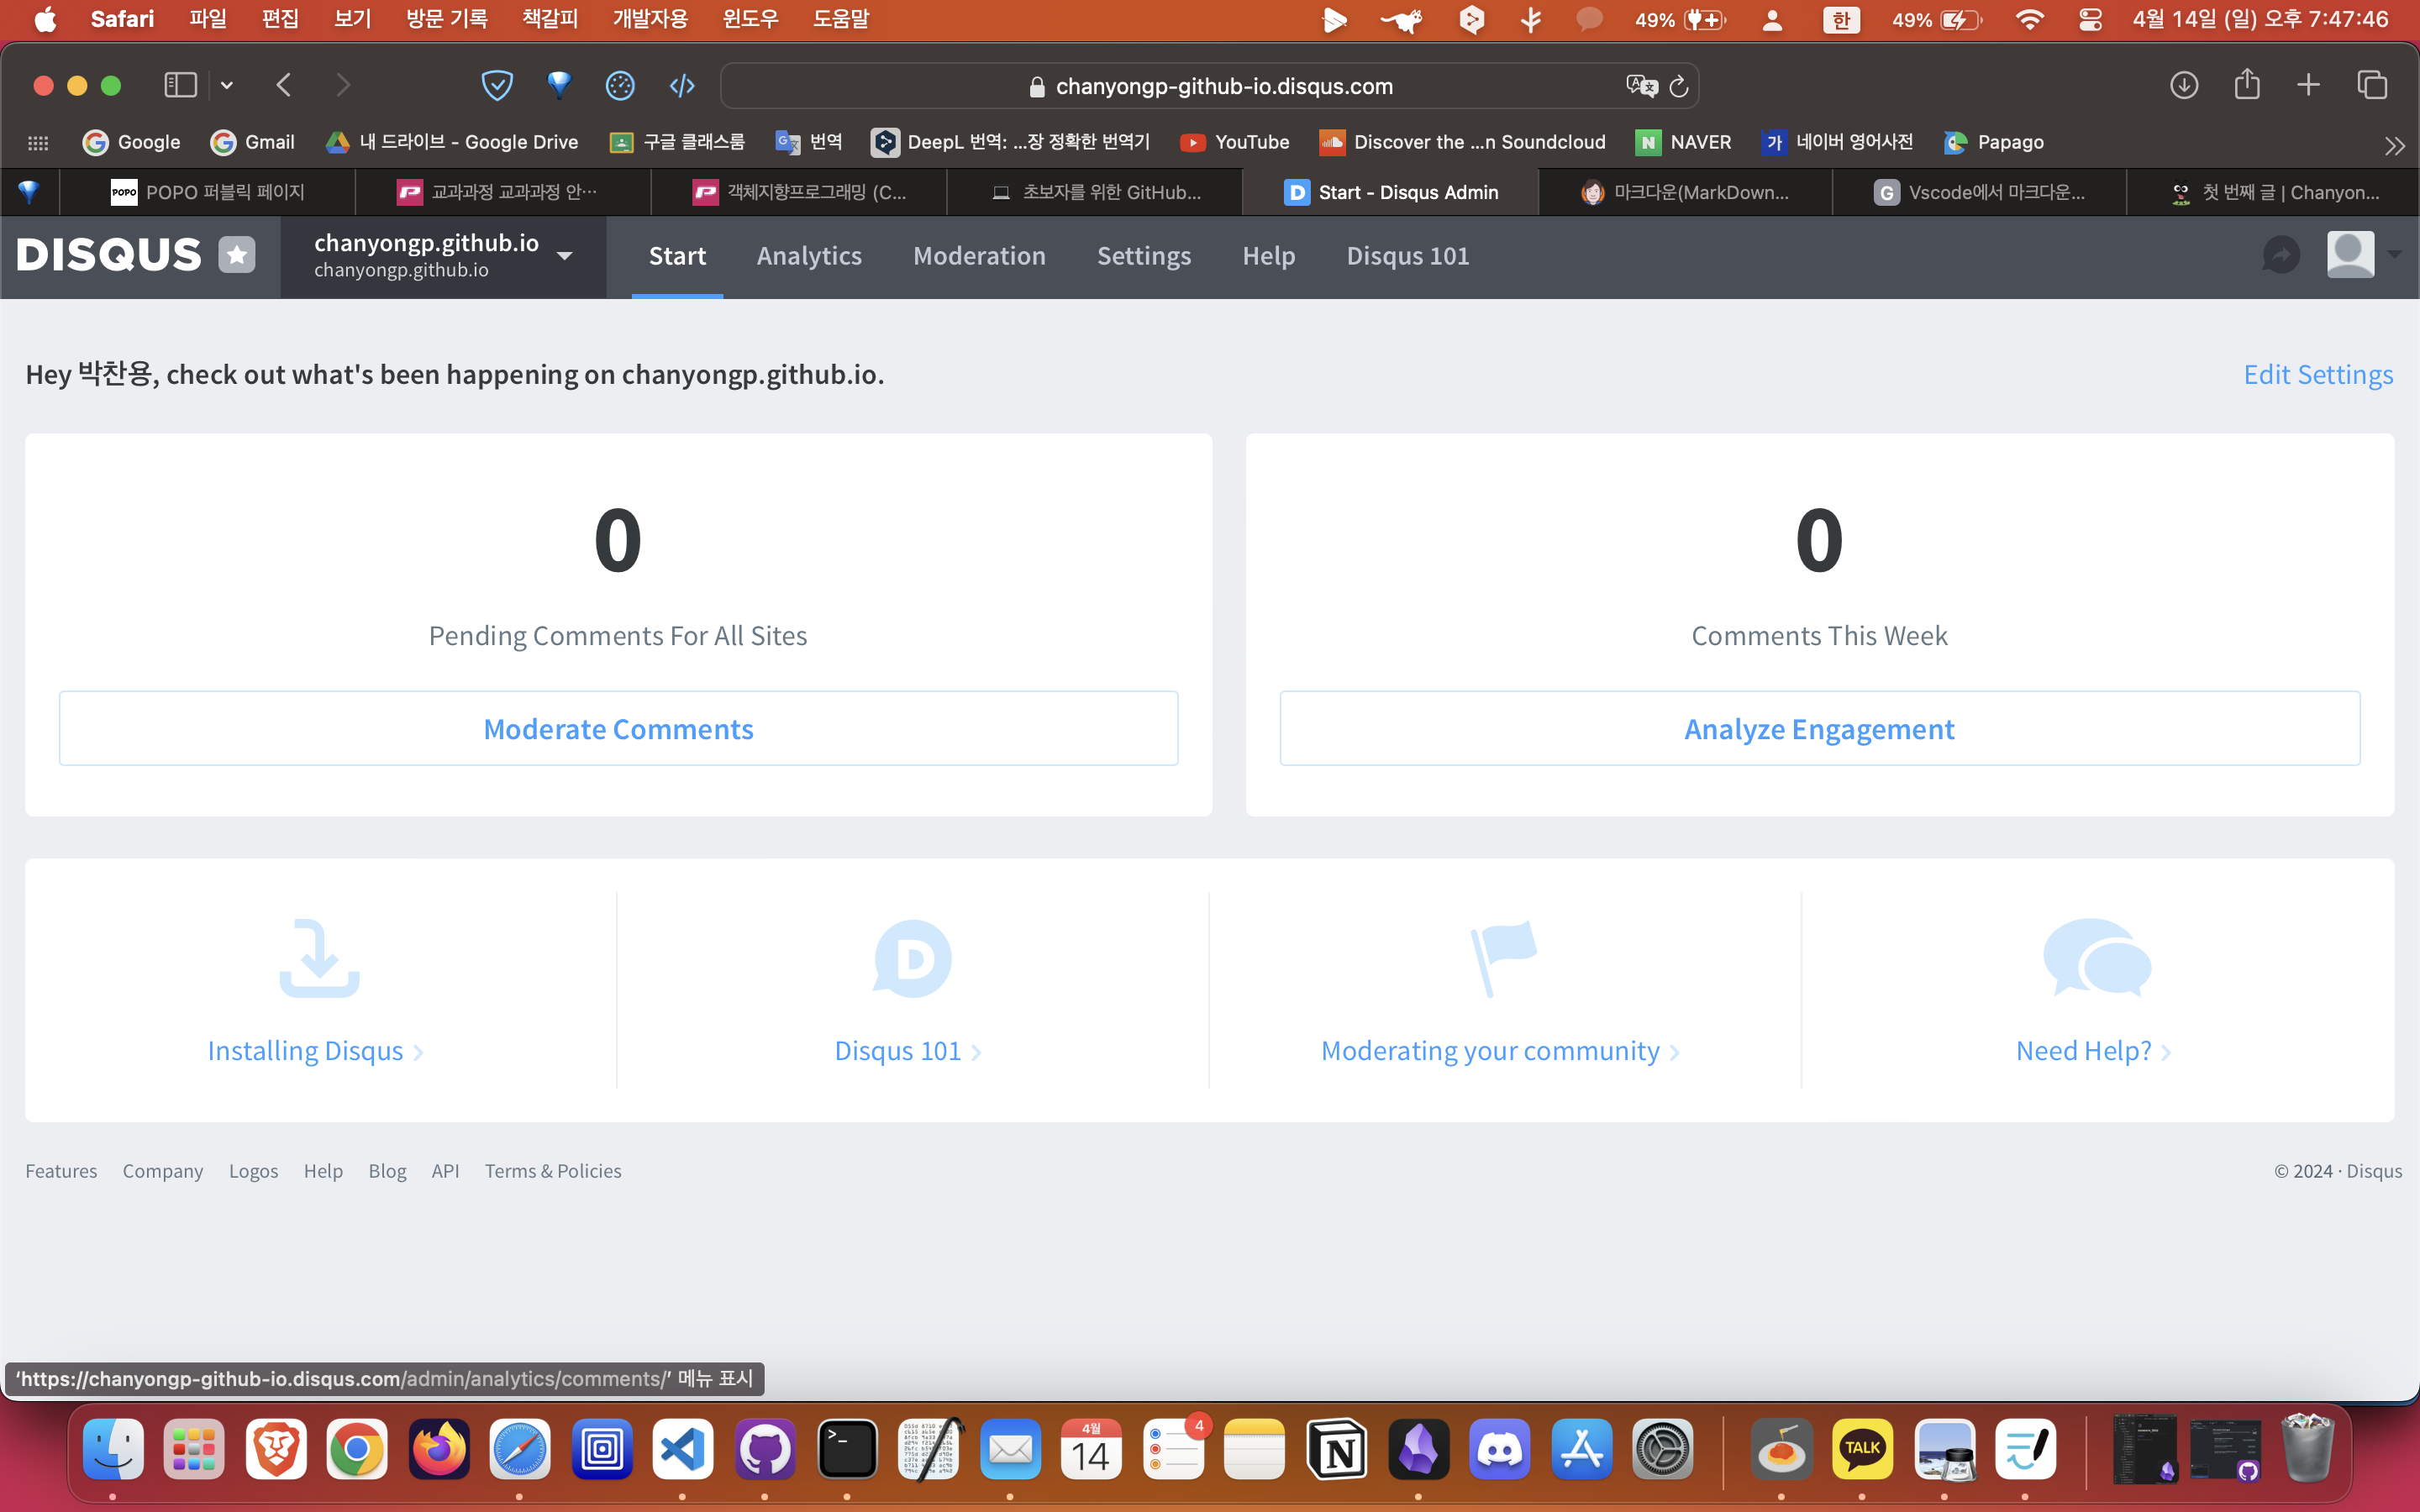 Safari 파일 편집 보기 방문 기록 책갈피 개발자용 윈도우 도움말 49% 한 49% 4월 14일 (일) 오후 7:47:46
chanyongp-github-io.disqus.com
Google Gmail 내 드라이브 - Google Drive 구글 클래스룸 번역 DeepL 번역: ...장 정확한 번역기 YouTube Discover the ...n Soundcloud NAVER 네이버 영어사전 Papago
POPO 퍼블릭 페이지 교과과정 교과과정 안… 객체지향프로그래밍 (C... 초보자를 위한 GitHub... Start - Disqus Admin 마크다운(MarkDown... Vscode에서 마크다운... 첫 번째 글 | Chanyon...
DISQUS chanyongp.github.io Start Analytics Moderation Settings Help Disqus 101
chanyongp.github.io
Hey 박찬용, check out what's been happening on chanyongp.github.io. Edit Settings
0 0
Pending Comments For All Sites Comments This Week
Moderate Comments Analyze Engagement
Installing Disqus Disqus 101 Moderating your community Need Help?
Features Company Logos Help Blog API Terms & Policies © 2024 · Disqus
‘https://chanyongp-github-io.disqus.com/admin/analytics/comments/’ 메뉴 표시
4월
14
4
TALK